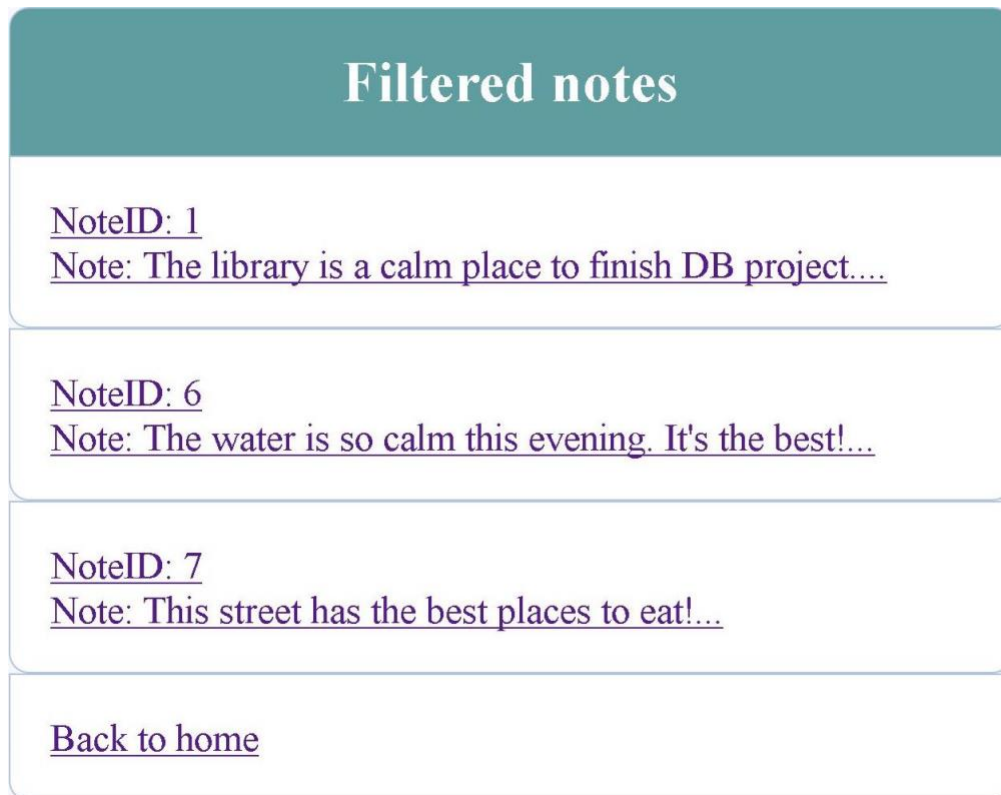 Filtered notes
NoteID: 1
Note: The library is a calm place to finish DB project....
NoteID: 6
Note: The water is so calm this evening. It's the best!...
NoteID: 7
Note: This street has the best places to eat!...
Back to home